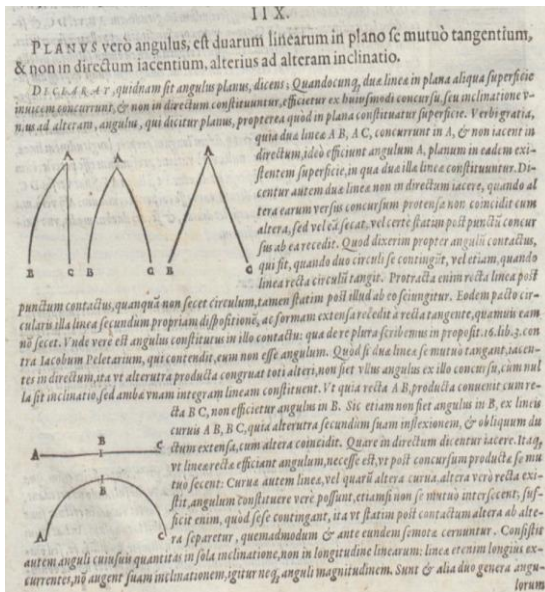 IIX.
PLANVS verò angulus, est duarum linearum in plano se mutuò tangentium,
& non in directum iacentium, alterius ad alteram inclinatio.
DECLARAT, quidnam sit angulus planus, dicens; Quandocunq, duæ lineæ in plana aliqua superficie
inuicem concurrunt, & non in directum constituuntur, efficietur ex huiusmodi concursu, seu inclinatione v-
nius ad alteram, angulus, qui dicitur planus, propterea quòd in plana constituatur superficie. Verbi gratia,
quia duæ lineæ AB, AC, concurrunt in A, & non iacent in
directum, ideò efficiunt angulum A, planum in eadem exi-
stentem superficie, in qua duæ illæ lineæ constituuntur. Di-
centur autem duæ lineæ non in directum iacere, quando al
tera earum versus concursum protensa non coincidit cum
altera, sed vel eã secat, vel certè statim post punctũ concur
sus ab ea recedit. Quod dixerim propter angulũ contactus,
qui fit, quando duo circuli se contingũt, vel etiam, quando
linea recta circulũ tangit. Protracta enim recta linea post
A A A
B C B C B C
punctum contactus, quanquã non secet circulum, tamen statim post illud ab eo seiungitur. Eodem pacto cir-
cularis illa linea secundum propriam dispositionẽ, ac formam extensa recedit à recta tangente, quamuis eam
nõ secet. Vnde verè est angulus constitutus in illo contactu: qua de re plura scribemus in proposit. 16. lib. 3. con
tra Iacobum Peletarium, qui contendit, eum non esse angulum. Quòd si duæ lineæ se mutuò tangant, iacen-
tes in directum, ita vt alterutra producta congruat toti alteri, non fiet vllus angulus ex illo concursu, cum nul
la sit inclinatio, sed ambæ vnam integram lineam constituent. Vt quia recta AB, producta conuenit cum re-
cta BC, non efficietur angulus in B. Sic etiam non fiet angulus in B, ex lineis
curuis AB, BC, quia alterutra secundùm suam inflexionem, & obliquum du
ctum extensa, cum altera coincidit. Quare in directum dicentur iacere. Itaq,
vt lineæ rectæ efficiant angulum, necesse est, vt post concursum productæ se mu
tuò secent: Curuæ autem lineæ, vel quarũ altera curua, altera verò recta exi-
stit, angulum constituere verè possunt, etiamsi non se mutuò intersecent; suf-
ficit enim, quòd sese contingant, ita vt statim post contactum altera ab alte-
ra separetur, quemadmodum & ante eundem semotæ cernuntur. Consistit
A B C
B
A C
autem anguli cuiusuis quantitas in sola inclinatione, non in longitudine linearum: lineæ etenim longius ex-
currentes, nõ augent suam inclinationem, igitur neq, anguli magnitudinem. Sunt & alia duo genera angu-
lorum